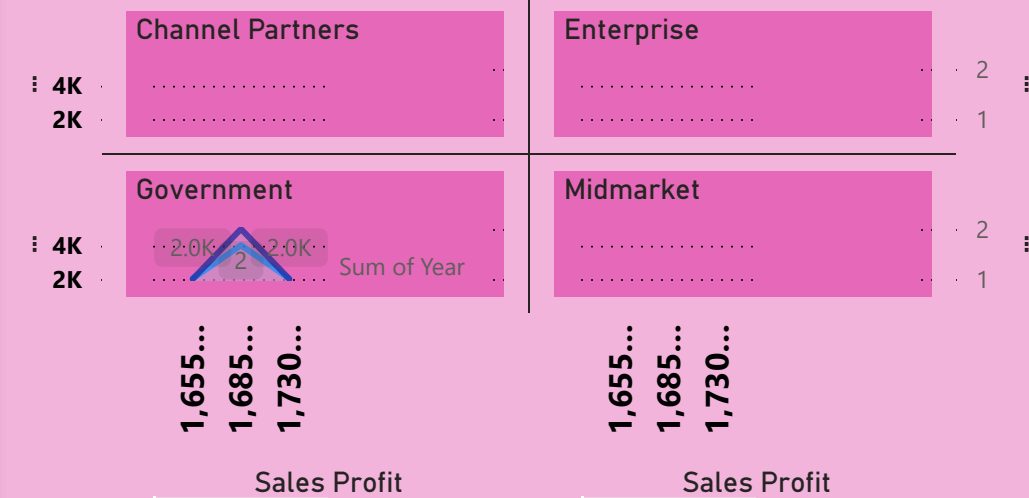 Channel Partners
Enterprise
4K
2
2K
1
Government
Midmarket
2.0K 2.0K
2
4K
2
2K
Sum of Year
1
1,655...
1,685...
1,730...
1,655...
1,685...
1,730...
Sales Profit
Sales Profit